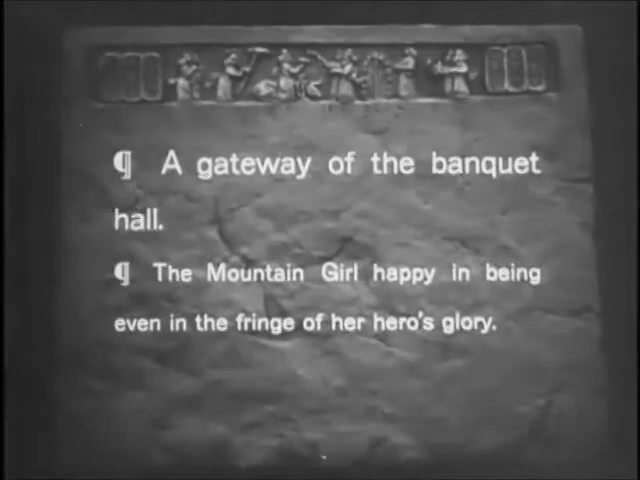 ¶ A gateway of the banquet
hall.
¶ The Mountain Girl happy in being
even in the fringe of her hero's glory.